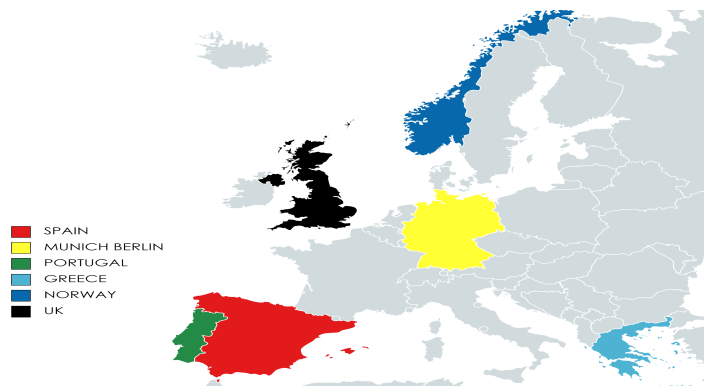 SPAIN
MUNICH BERLIN
PORTUGAL
GREECE
NORWAY
UK